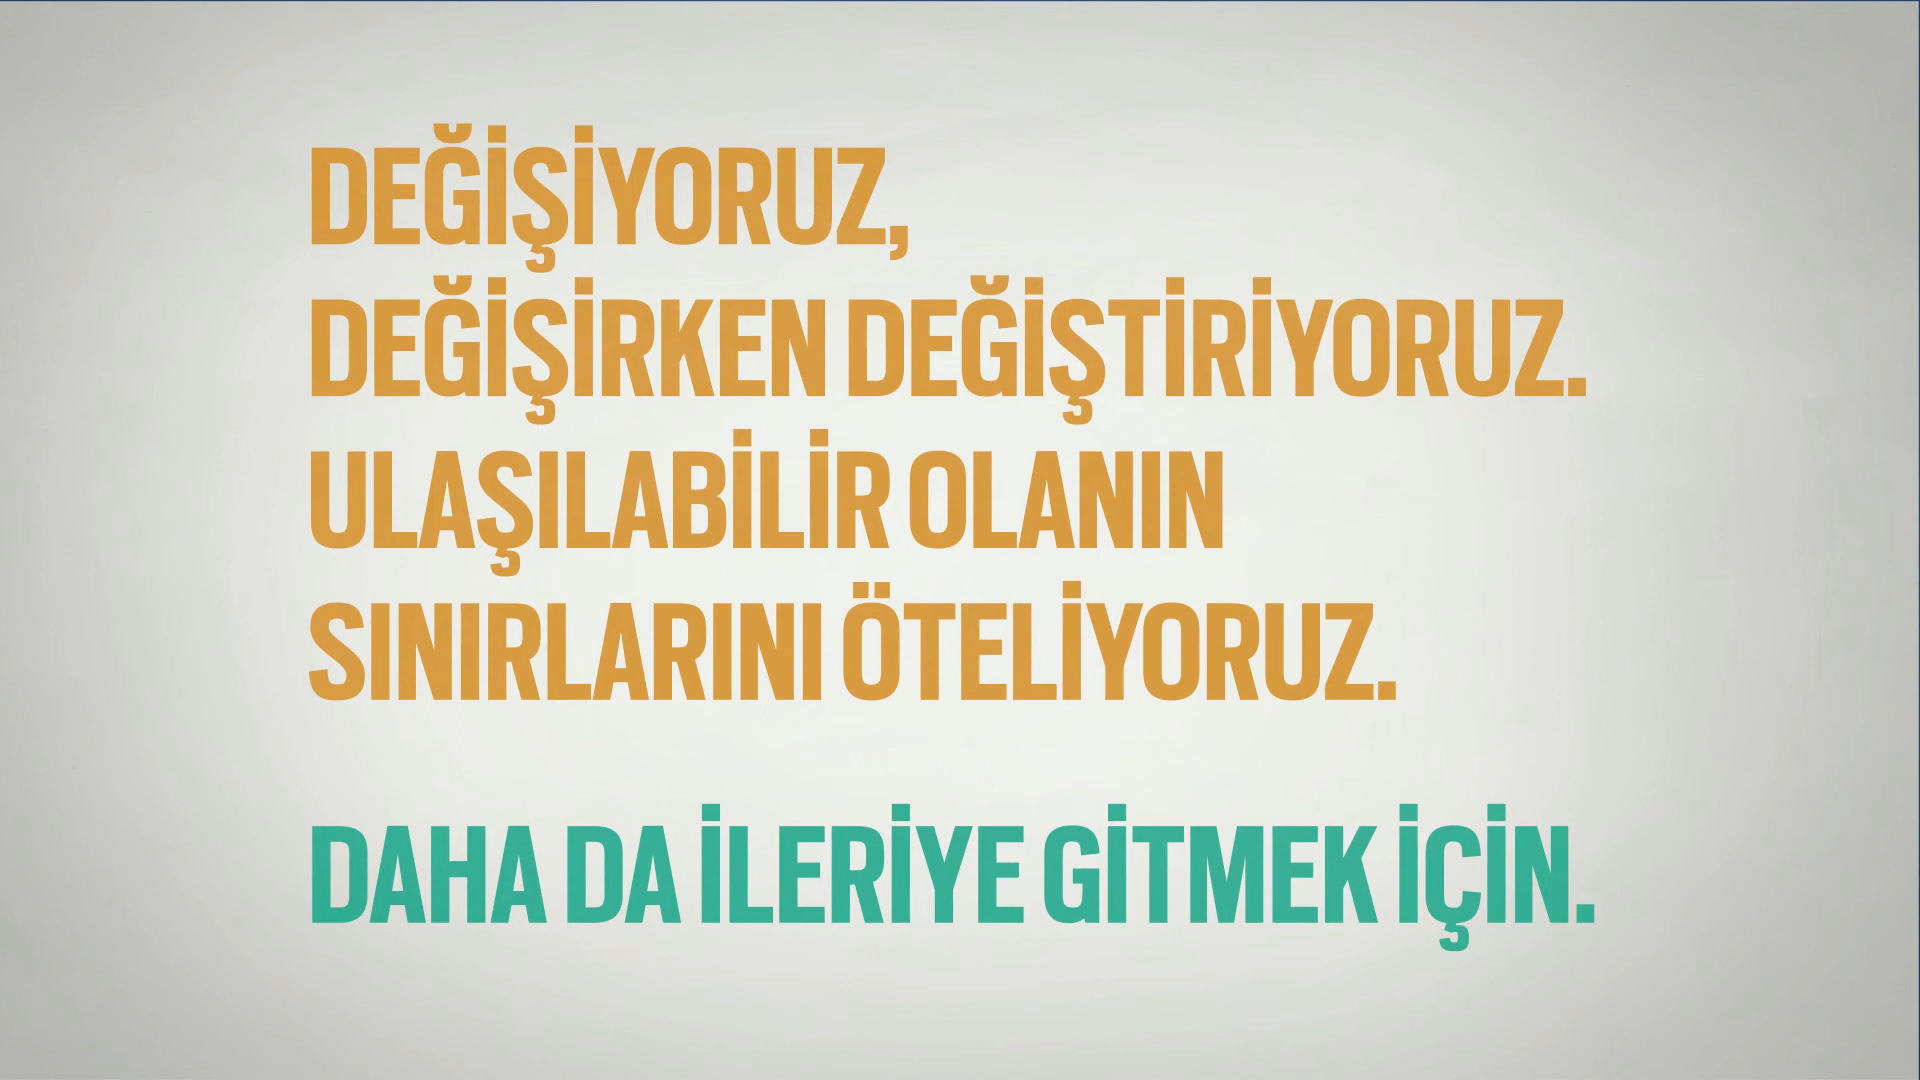 DEĞİŞİYORUZ,
DEĞİŞİRKEN DEĞİŞTİRİYORUZ.
ULAŞILABİLİR OLANIN
SINIRLARINI ÖTELİYORUZ.
DAHA DA İLERİYE GİTMEK İÇİN.